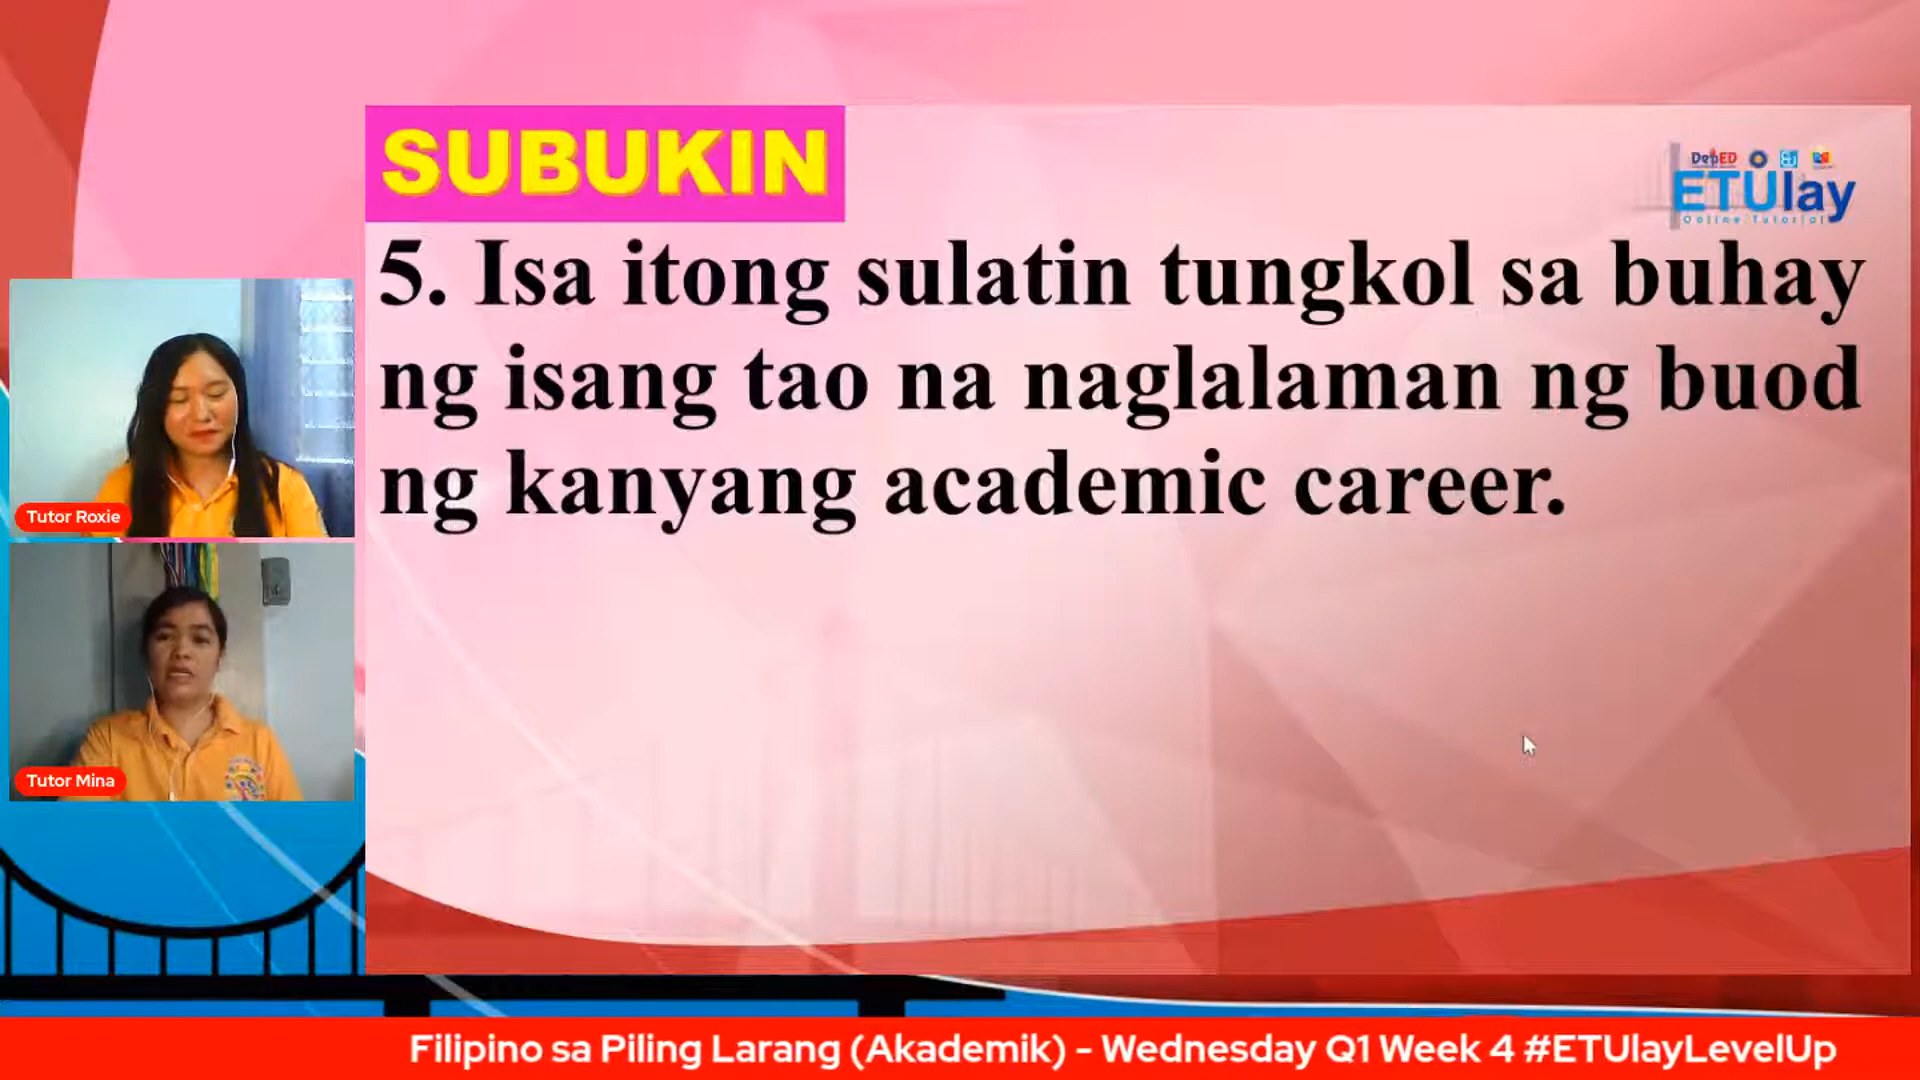 SUBUKIN
DepED
ETUlay
Online Tutorial
5. Isa itong sulatin tungkol sa buhay
ng isang tao na naglalaman ng buod
ng kanyang academic career.
Tutor Roxie
Tutor Mina
Filipino sa Piling Larang (Akademik) - Wednesday Q1 Week 4 #ETUlayLevelUp